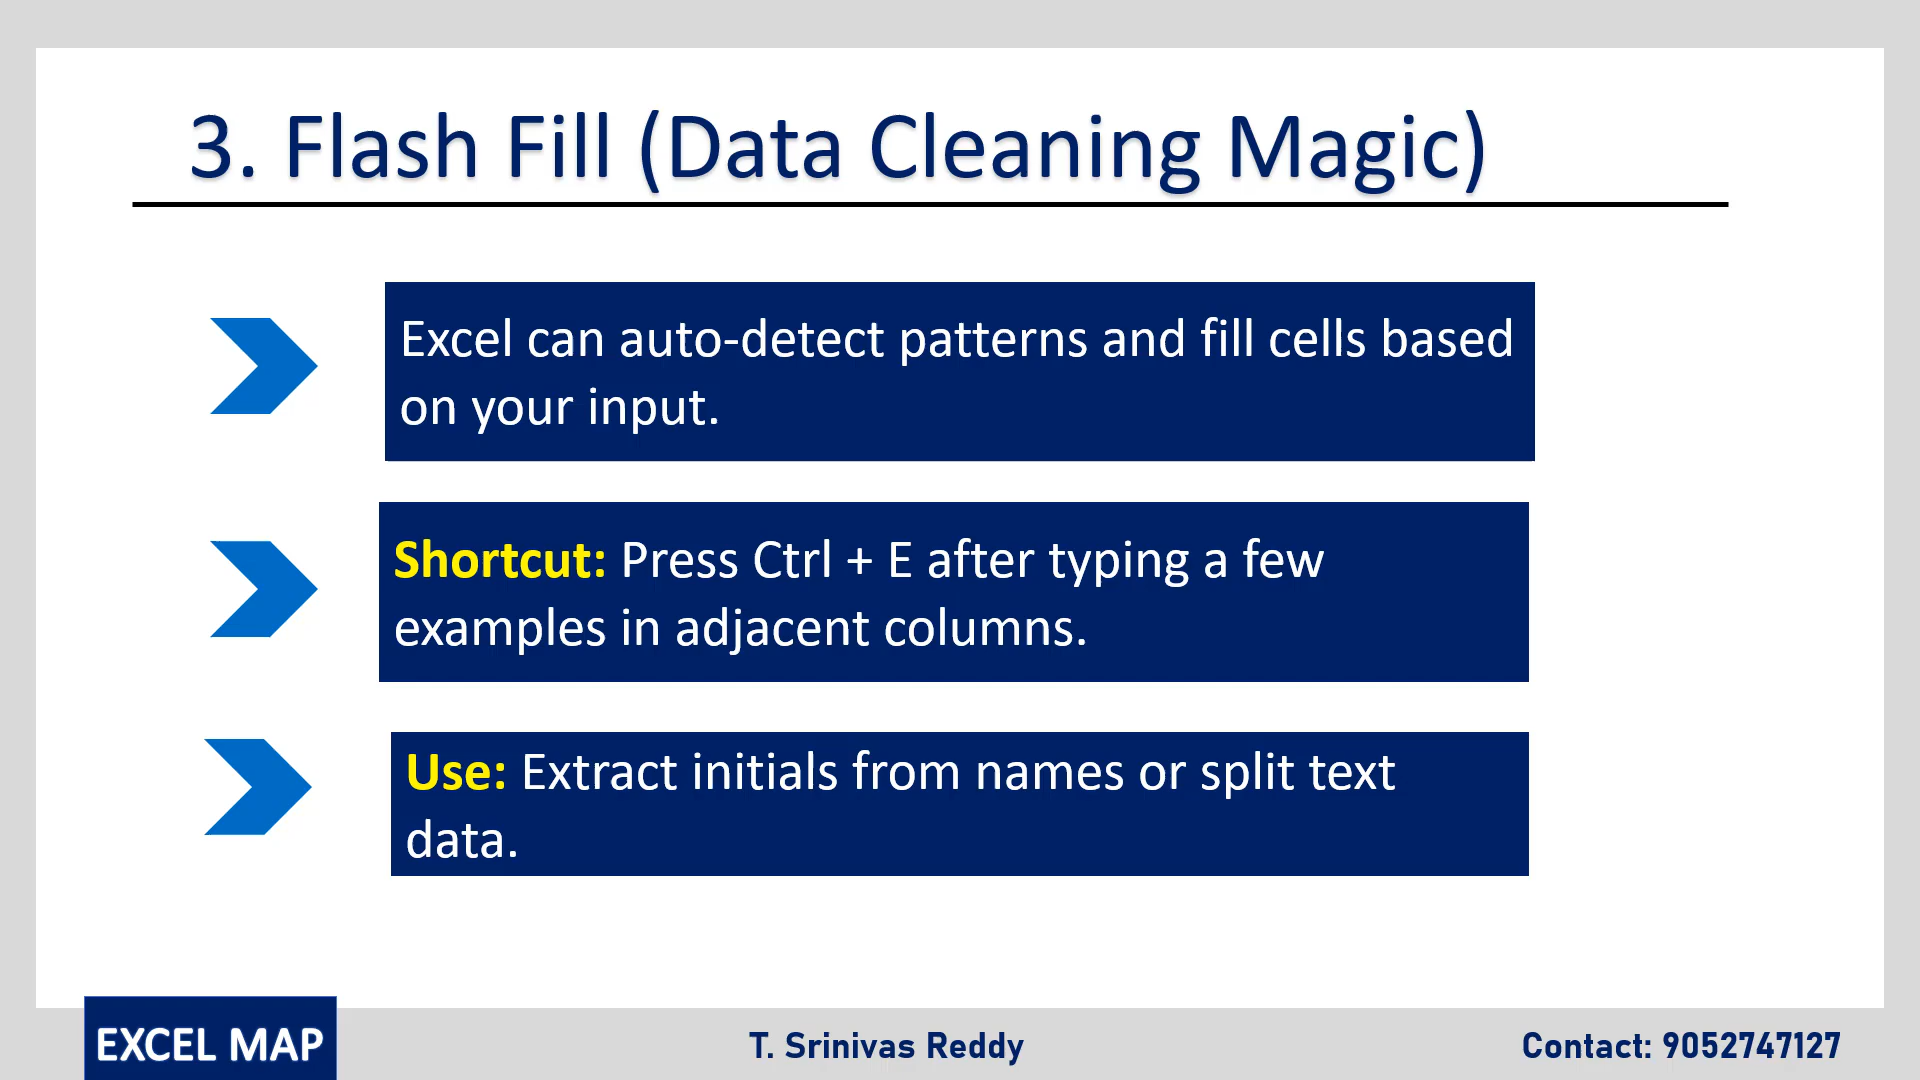 3. Flash Fill (Data Cleaning Magic)
Excel can auto-detect patterns and fill cells based
on your input.
Shortcut: Press Ctrl + E after typing a few
examples in adjacent columns.
Use: Extract initials from names or split text
data.
EXCEL MAP
T. Srinivas Reddy
Contact: 9052747127